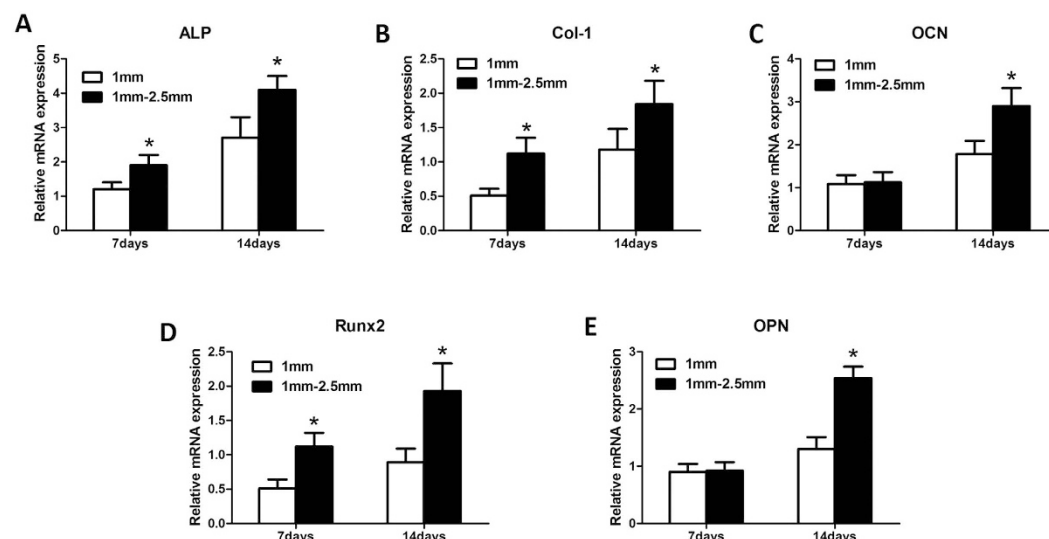 A
ALP
Relative mRNA expression
5
4
3
2
1
0
1mm
1mm-2.5mm
*
*
7days
14days
B
Col-1
Relative mRNA expression
2.5
2.0
1.5
1.0
0.5
0.0
1mm
1mm-2.5mm
*
*
7days
14days
C
OCN
Relative mRNA expression
4
3
2
1
0
1mm
1mm-2.5mm
*
7days
14days
D
Runx2
Relative mRNA expression
2.5
2.0
1.5
1.0
0.5
0.0
1mm
1mm-2.5mm
*
*
7days
14days
E
OPN
Relative mRNA expression
3
2
1
0
1mm
1mm-2.5mm
*
7days
14days